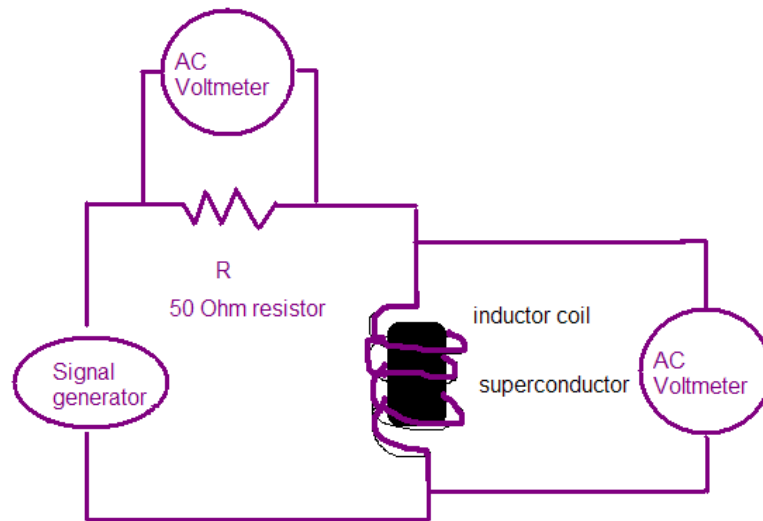 AC
Voltmeter
R
50 Ohm resistor
inductor coil
Signal
generator
superconductor
AC
Voltmeter